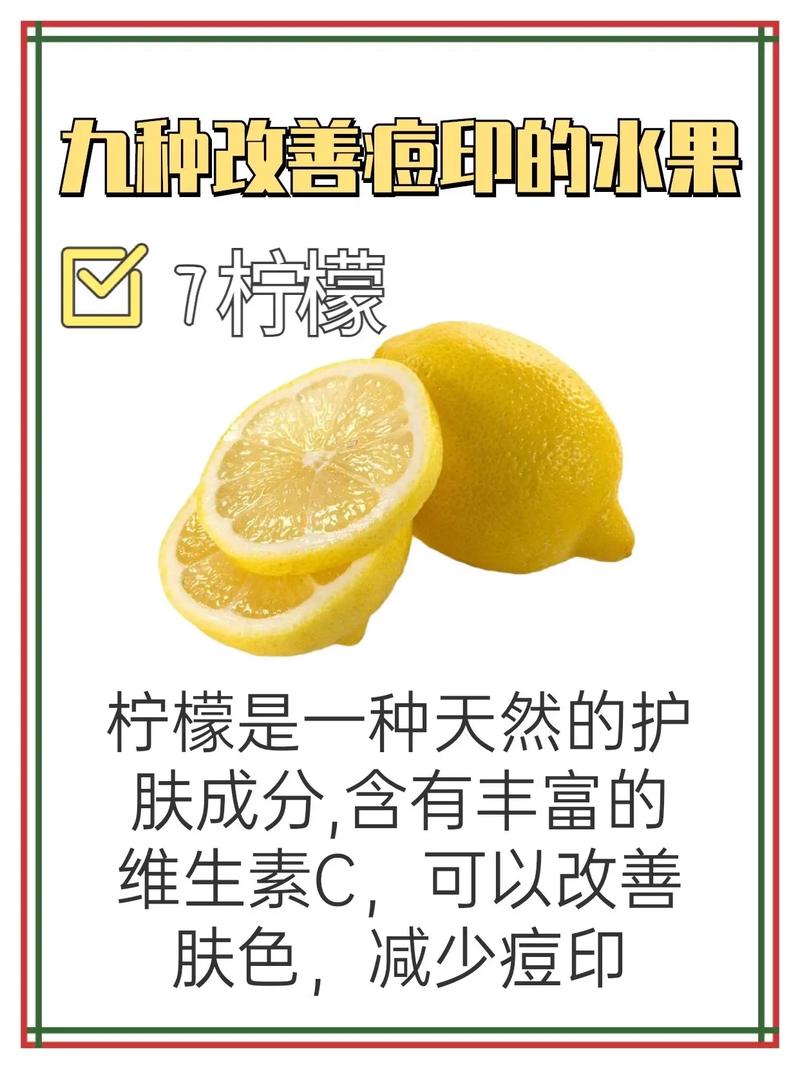 九种改善痘印的水果
7柠檬
柠檬是一种天然的护
肤成分,含有丰富的
维生素C，可以改善
肤色，减少痘印